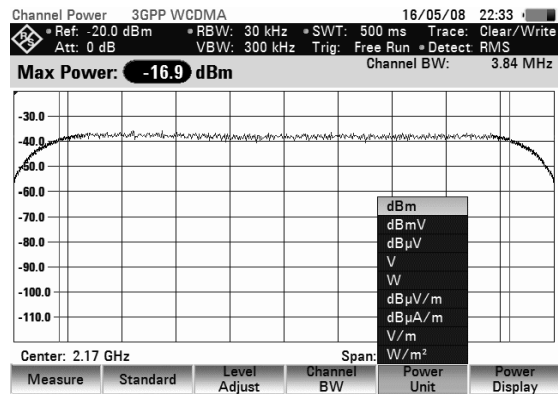 Channel Power 3GPP WCDMA 16/05/08 22:33
Ref: -20.0 dBm RBW: 30 kHz SWT: 500 ms Trace: Clear/Write
Att: 0 dB VBW: 300 kHz Trig: Free Run Detect: RMS
Max Power: -16.9 dBm Channel BW: 3.84 MHz
-30.0
-40.0
-50.0
-60.0
-70.0
-80.0
-90.0
-100.0
-110.0
dBm
dBmV
dBµV
V
W
dBµV/m
dBµA/m
V/m
W/m²
Center: 2.17 GHz Span:
Measure Standard Level Adjust Channel BW Power Unit Power Display